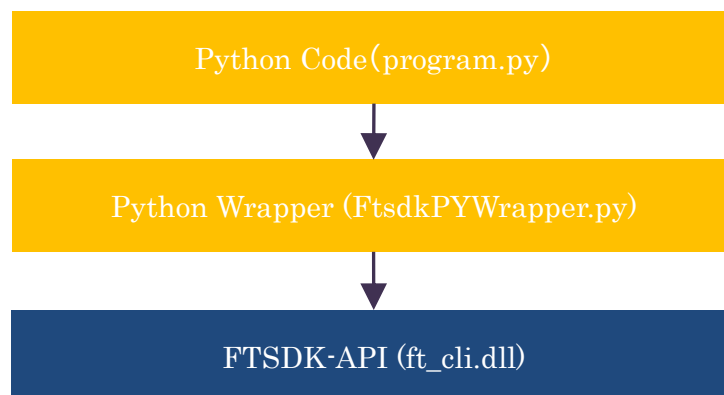 Python Code(program.py)
Python Wrapper (FtsdkPYWrapper.py)
FTSDK-API (ft_cli.dll)